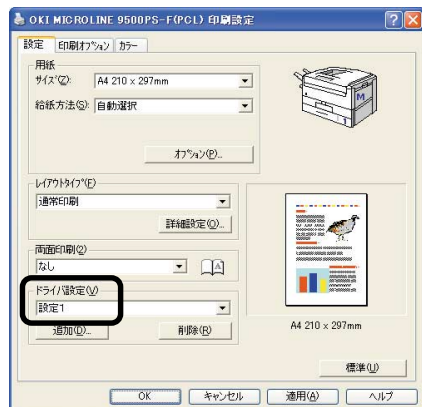 OKI MICROLINE 9500PS-F(PCL) 印刷設定
設定 印刷オプション カラー
用紙
サイズ(Z): A4 210 x 297mm
給紙方法(S): 自動選択
オプション(P)...
レイアウトタイプ(E)
通常印刷
詳細設定(O)...
両面印刷(2)
なし
ドライバ設定(V)
設定1
追加(D)... 削除(R)
M
A
A4 210 x 297mm
標準(U)
OK キャンセル 適用(A) ヘルプ